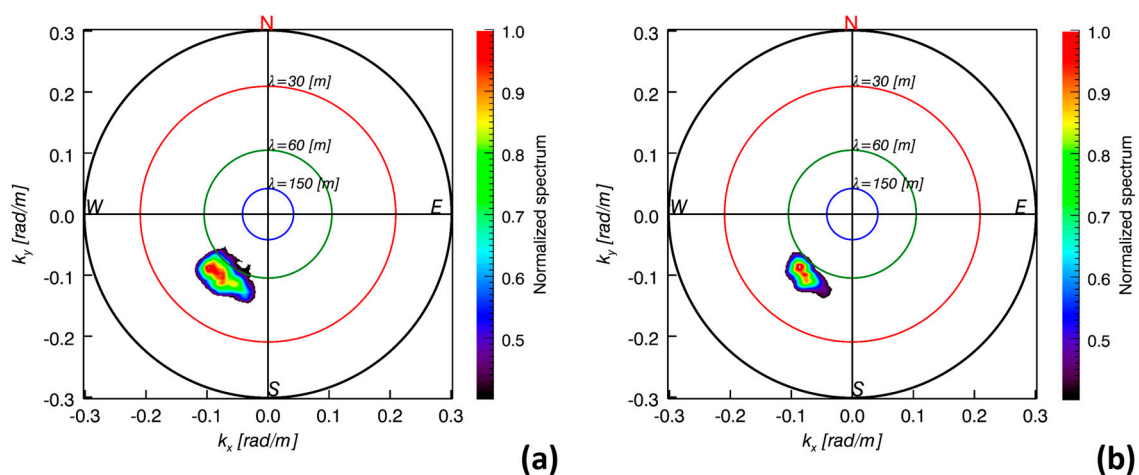 N
0.3
0.2
0.1
0.0
-0.1
-0.2
-0.3
k_y [rad/m]
λ=30 [m]
λ=60 [m]
λ=150 [m]
W
E
S
-0.3 -0.2 -0.1 0.0 0.1 0.2 0.3
k_x [rad/m]
1.0
0.9
0.8
0.7
0.6
0.5
Normalized spectrum
(a)
N
0.3
0.2
0.1
0.0
-0.1
-0.2
-0.3
k_y [rad/m]
λ=30 [m]
λ=60 [m]
λ=150 [m]
W
E
S
-0.3 -0.2 -0.1 0.0 0.1 0.2 0.3
k_x [rad/m]
1.0
0.9
0.8
0.7
0.6
0.5
Normalized spectrum
(b)